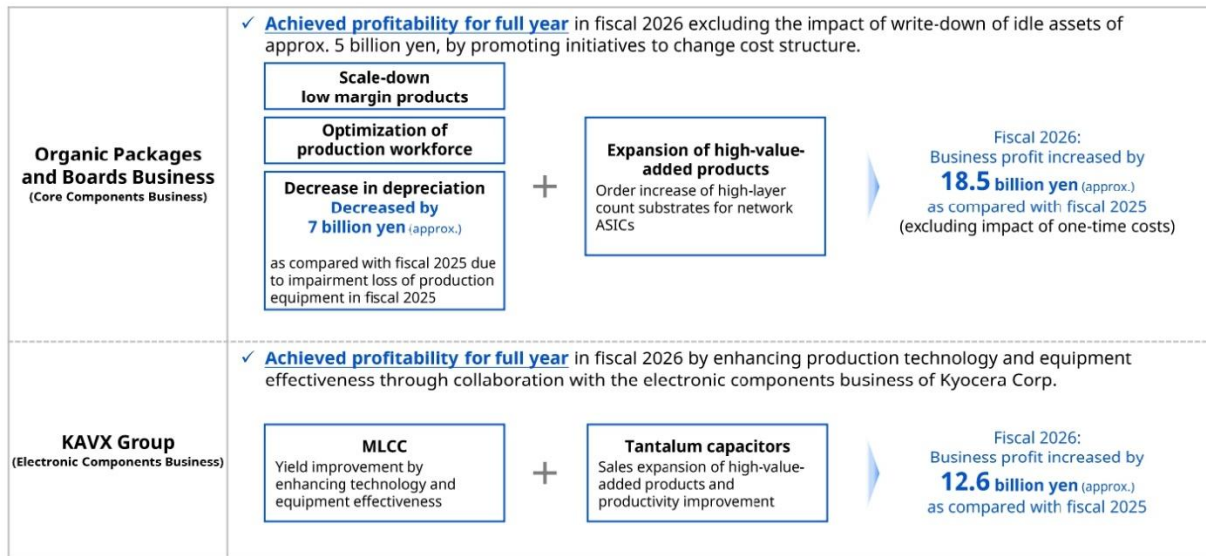 ✓ Achieved profitability for full year in fiscal 2026 excluding the impact of write-down of idle assets of
approx. 5 billion yen, by promoting initiatives to change cost structure.
Organic Packages
and Boards Business
(Core Components Business)
Scale-down
low margin products
Optimization of
production workforce
Decrease in depreciation
Decreased by
7 billion yen (approx.)
as compared with fiscal 2025 due
to impairment loss of production
equipment in fiscal 2025
+
Expansion of high-value-
added products
Order increase of high-layer
count substrates for network
ASICs
Fiscal 2026:
Business profit increased by
18.5 billion yen (approx.)
as compared with fiscal 2025
(excluding impact of one-time costs)
✓ Achieved profitability for full year in fiscal 2026 by enhancing production technology and equipment
effectiveness through collaboration with the electronic components business of Kyocera Corp.
KAVX Group
(Electronic Components Business)
MLCC
Yield improvement by
enhancing technology and
equipment effectiveness
+
Tantalum capacitors
Sales expansion of high-value-
added products and
productivity improvement
Fiscal 2026:
Business profit increased by
12.6 billion yen (approx.)
as compared with fiscal 2025